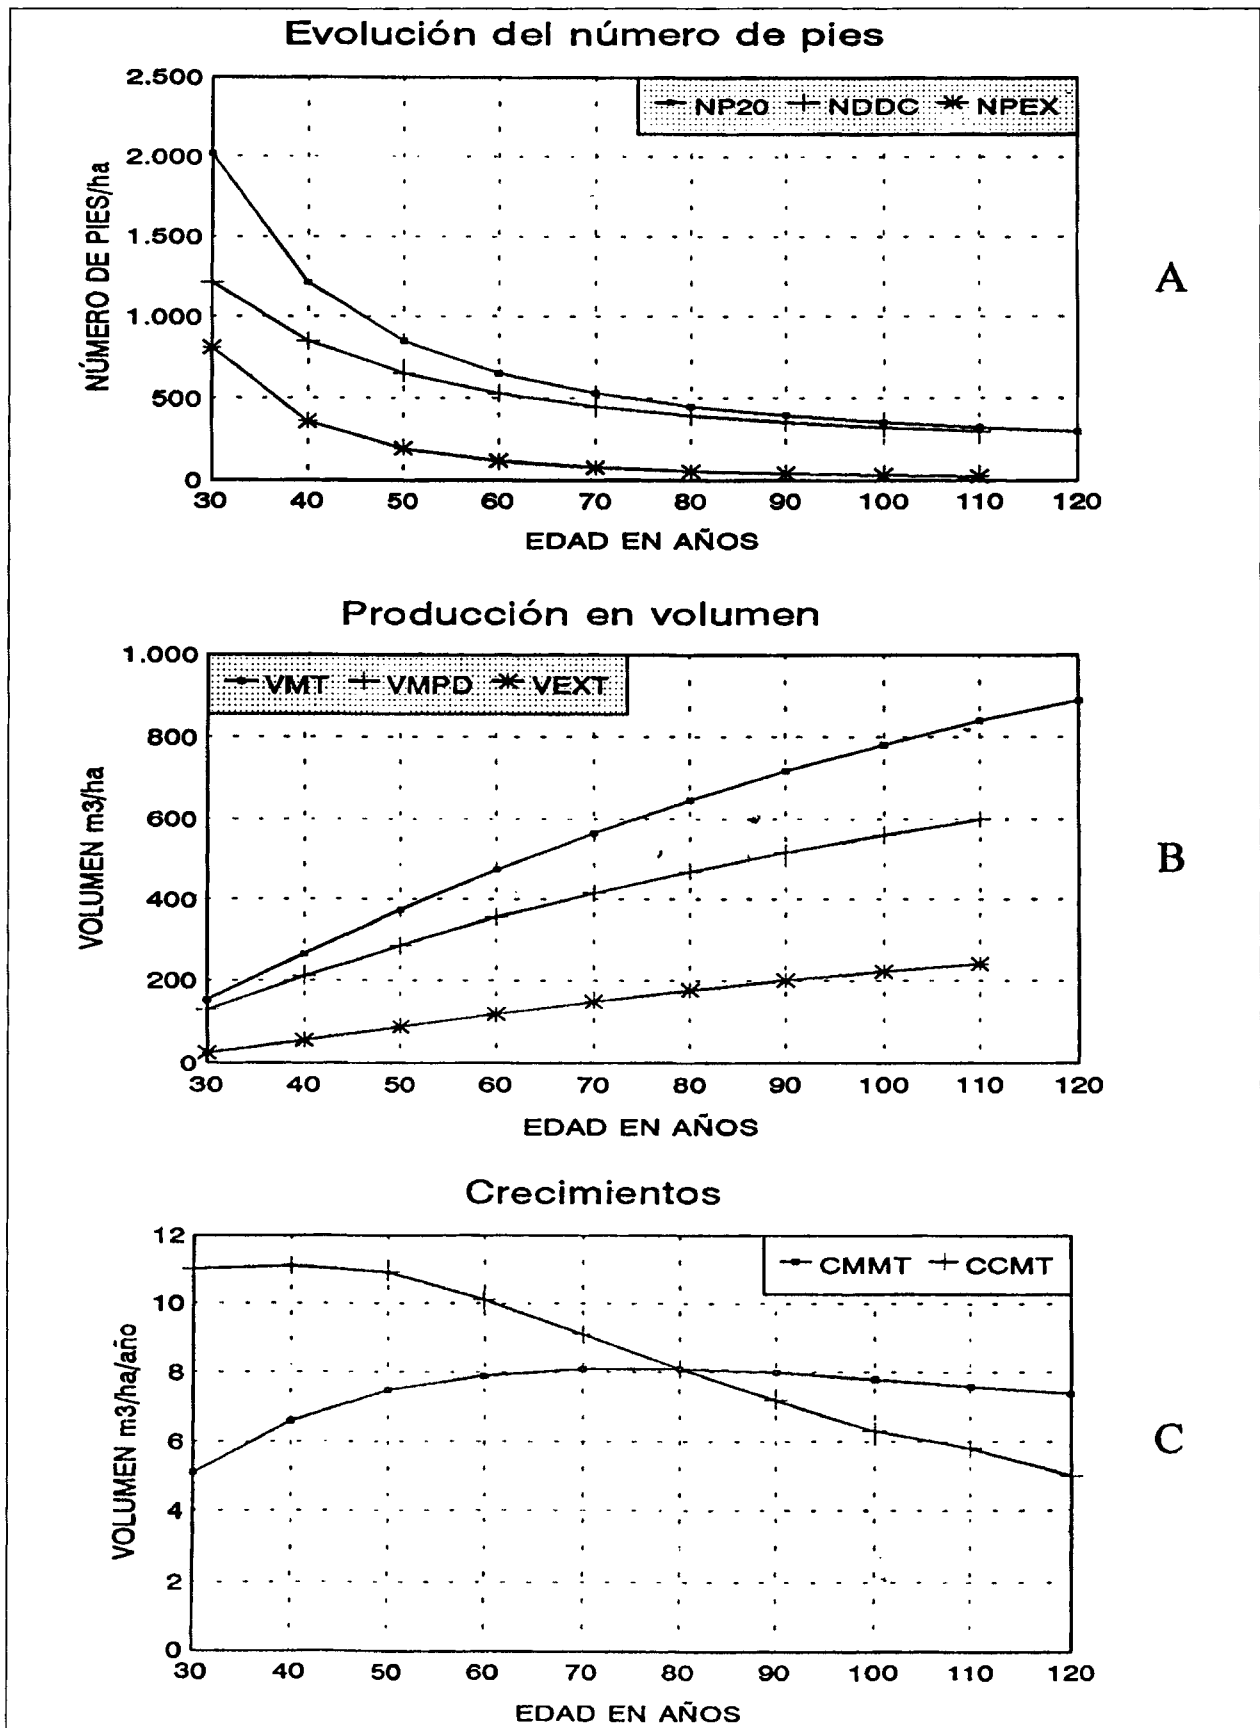 Evolución del número de pies
NP20 NDDC NPEX
2.500
2.000
1.500
1.000
500
0
NÚMERO DE PIES/ha
30 40 50 60 70 80 90 100 110 120
EDAD EN AÑOS
A
Producción en volumen
VMT VMPD VEXT
1.000
800
600
400
200
0
VOLUMEN m3/ha
30 40 50 60 70 80 90 100 110 120
EDAD EN AÑOS
B
Crecimientos
CMMT CCMT
12
10
8
6
4
2
0
VOLUMEN m3/ha/año
30 40 50 60 70 80 90 100 110 120
EDAD EN AÑOS
C